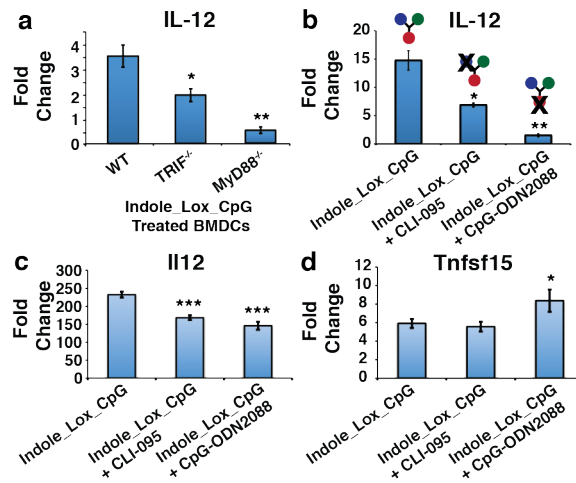 a
IL-12
Fold
Change
4
3
2
1
0
*
**
WT
TRIF-/-
MyD88-/-
Indole_Lox_CpG
Treated BMDCs
b
IL-12
Fold
Change
20
15
10
5
0
X
*
X
**
Indole_Lox_CpG
Indole_Lox_CpG
+ CLI-095
Indole_Lox_CpG
+ CpG-ODN2088
c
Il12
Fold
Change
300
250
200
150
100
50
0
***
***
Indole_Lox_CpG
Indole_Lox_CpG
+ CLI-095
Indole_Lox_CpG
+ CpG-ODN2088
d
Tnfsf15
Fold
Change
12
10
8
6
4
2
0
*
Indole_Lox_CpG
Indole_Lox_CpG
+ CLI-095
Indole_Lox_CpG
+ CpG-ODN2088